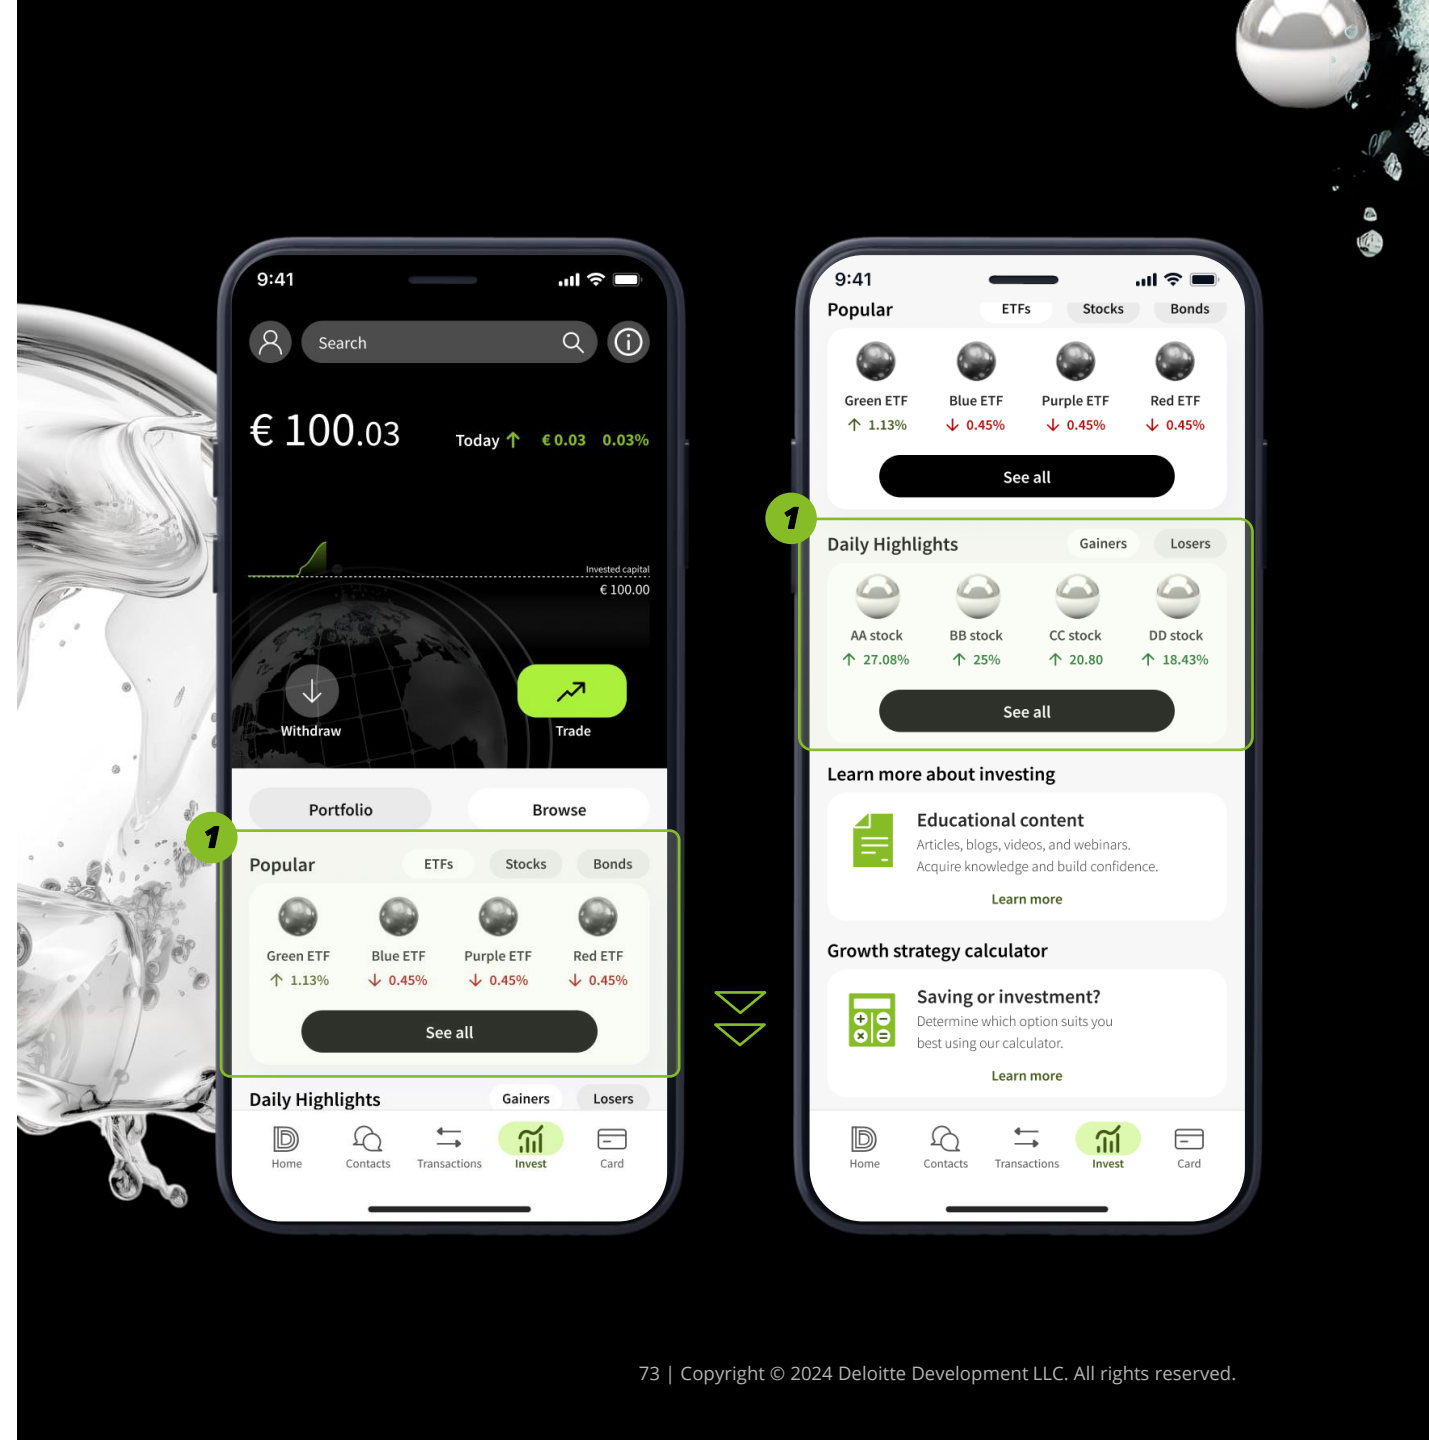 9:41
Search
€ 100.03
Today ↑ € 0.03 0.03%
Invested capital
€ 100.00
Withdraw
Trade
Portfolio
Browse
1
Popular
ETFs
Stocks
Bonds
Green ETF
Blue ETF
Purple ETF
Red ETF
↑ 1.13%
↓ 0.45%
↓ 0.45%
↓ 0.45%
See all
Daily Highlights
Gainers
Losers
Home
Contacts
Transactions
Invest
Card
9:41
Popular
ETFs
Stocks
Bonds
Green ETF
Blue ETF
Purple ETF
Red ETF
↑ 1.13%
↓ 0.45%
↓ 0.45%
↓ 0.45%
See all
1
Daily Highlights
Gainers
Losers
AA stock
BB stock
CC stock
DD stock
↑ 27.08%
↑ 25%
↑ 20.80
↑ 18.43%
See all
Learn more about investing
Educational content
Articles, blogs, videos, and webinars.
Acquire knowledge and build confidence.
Learn more
Growth strategy calculator
Saving or investment?
Determine which option suits you
best using our calculator.
Learn more
Home
Contacts
Transactions
Invest
Card
73 | Copyright © 2024 Deloitte Development LLC. All rights reserved.